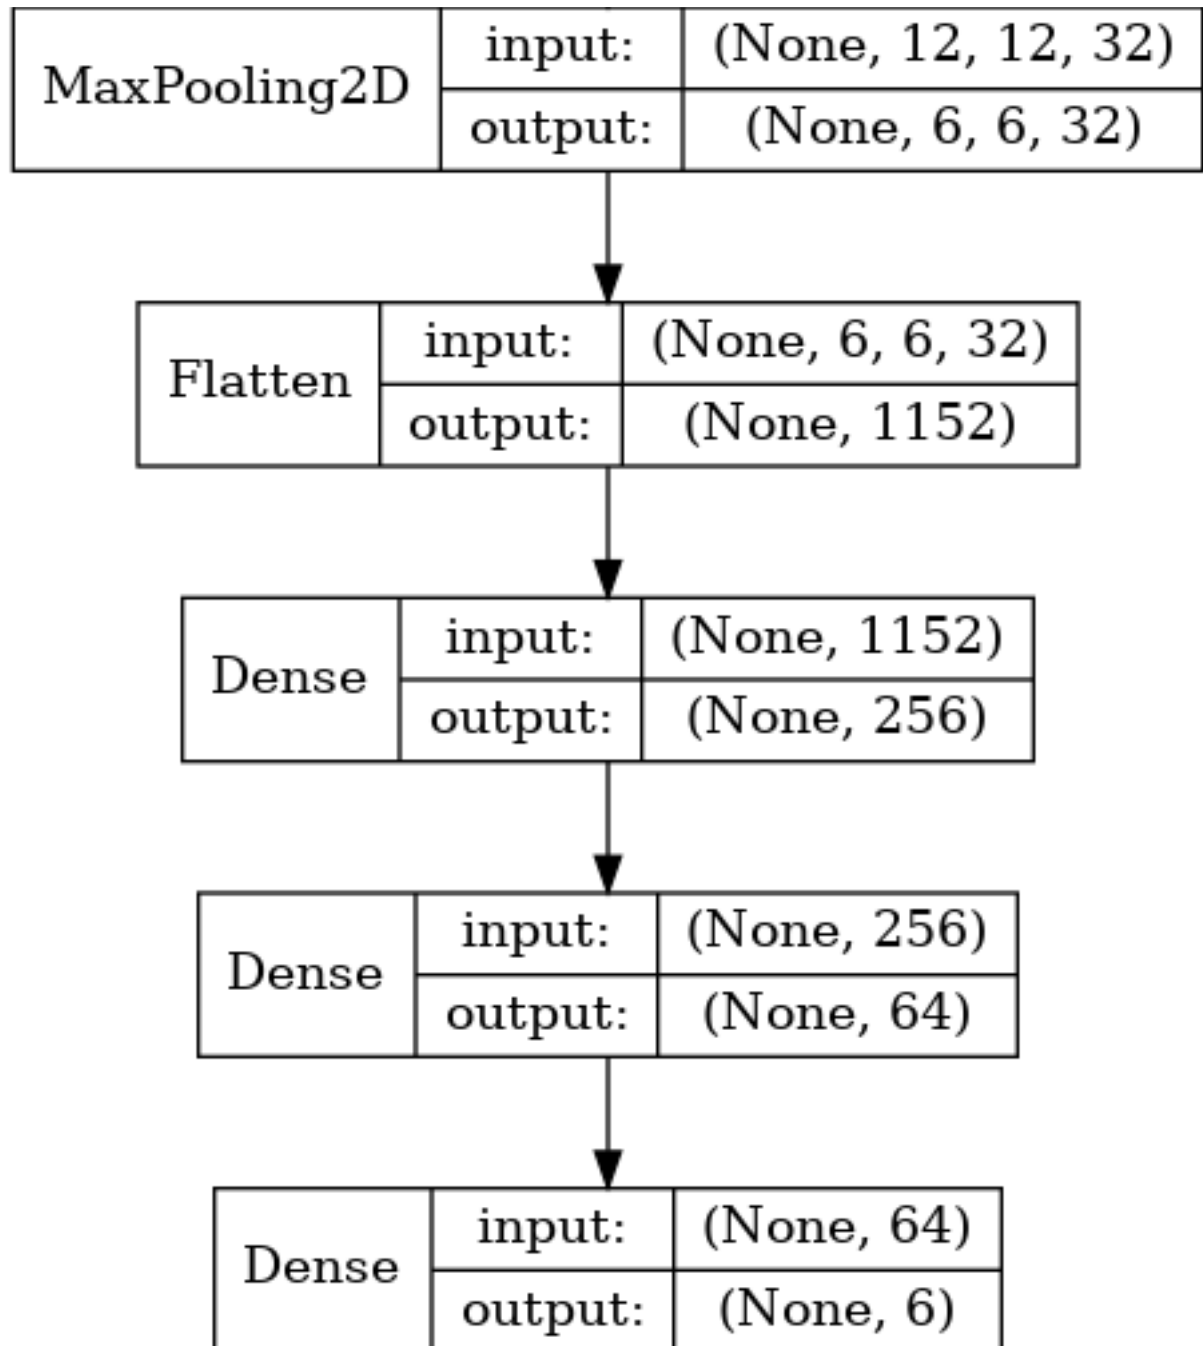 MaxPooling2D
input:
(None, 12, 12, 32)
output:
(None, 6, 6, 32)
Flatten
input:
(None, 6, 6, 32)
output:
(None, 1152)
Dense
input:
(None, 1152)
output:
(None, 256)
Dense
input:
(None, 256)
output:
(None, 64)
Dense
input:
(None, 64)
output:
(None, 6)